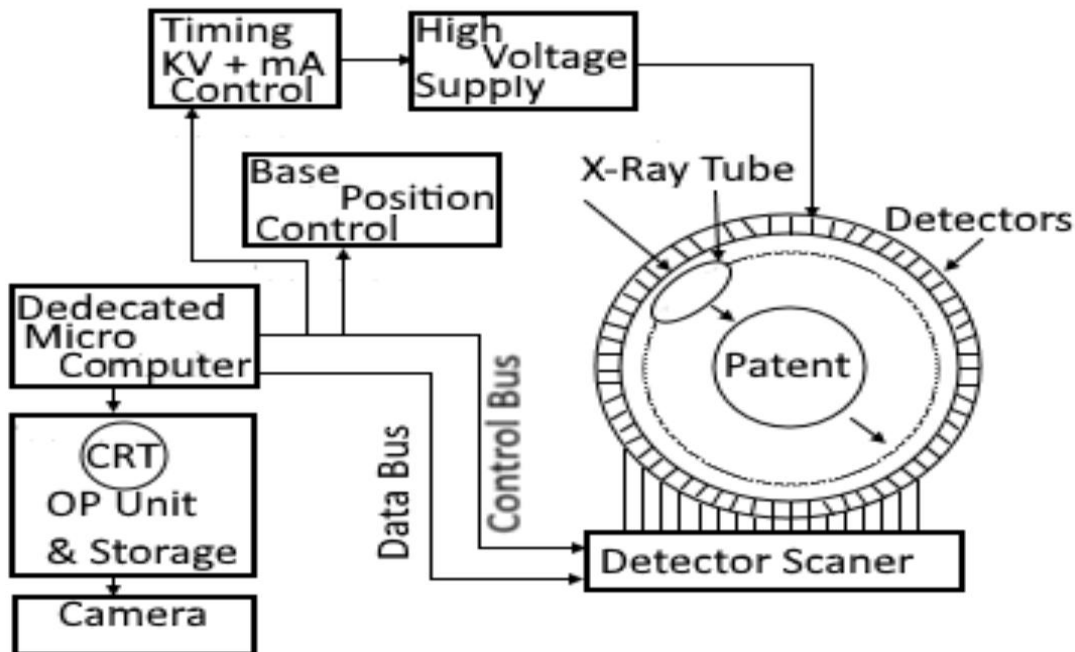 Timing
KV + mA
Control
High
Voltage
Supply
Base
Position
Control
X-Ray Tube
Detectors
Dedecated
Micro
Computer
Patent
CRT
OP Unit
& Storage
Data Bus
Control Bus
Detector Scaner
Camera